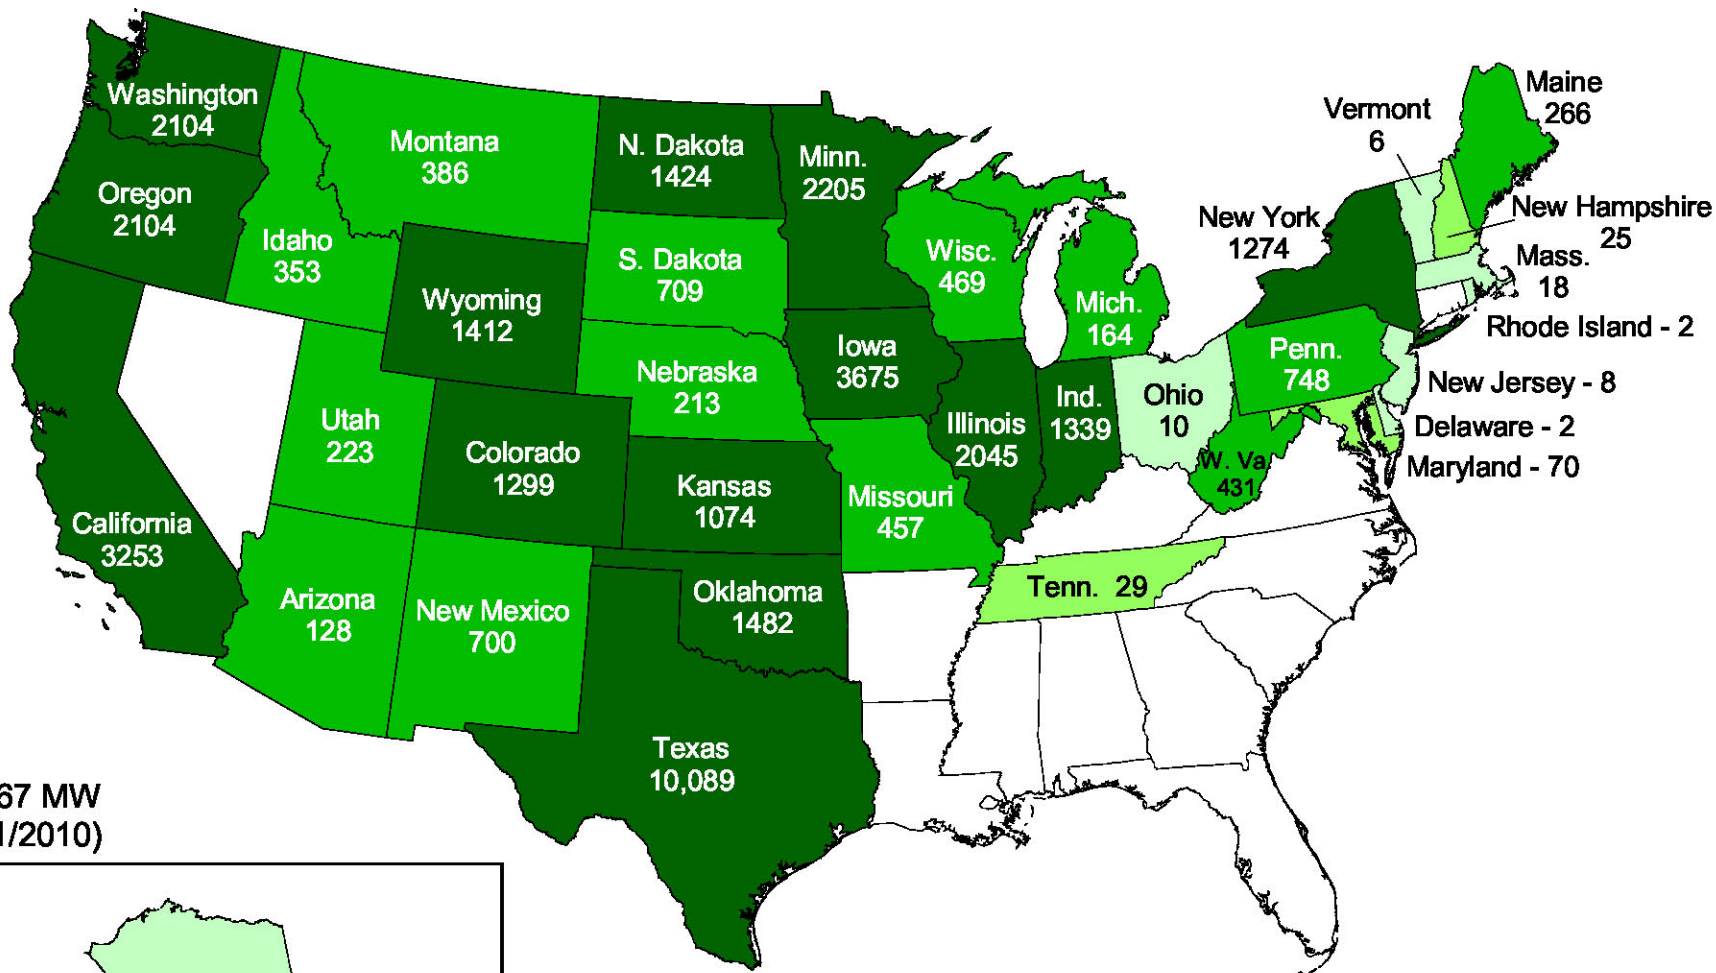 Washington
2104
Oregon
2104
California
3253
Idaho
353
Montana
386
Wyoming
1412
Utah
223
Colorado
1299
Arizona
128
New Mexico
700
N. Dakota
1424
S. Dakota
709
Nebraska
213
Kansas
1074
Oklahoma
1482
Texas
10,089
Minn.
2205
Iowa
3675
Missouri
457
Wisc.
469
Illinois
2045
Mich.
164
Ind.
1339
Ohio
10
W. Va
431
Tenn. 29
Penn.
748
New York
1274
Vermont
6
Maine
266
New Hampshire
25
Mass.
18
Rhode Island - 2
New Jersey - 8
Delaware - 2
Maryland - 70
67 MW
1/2010)